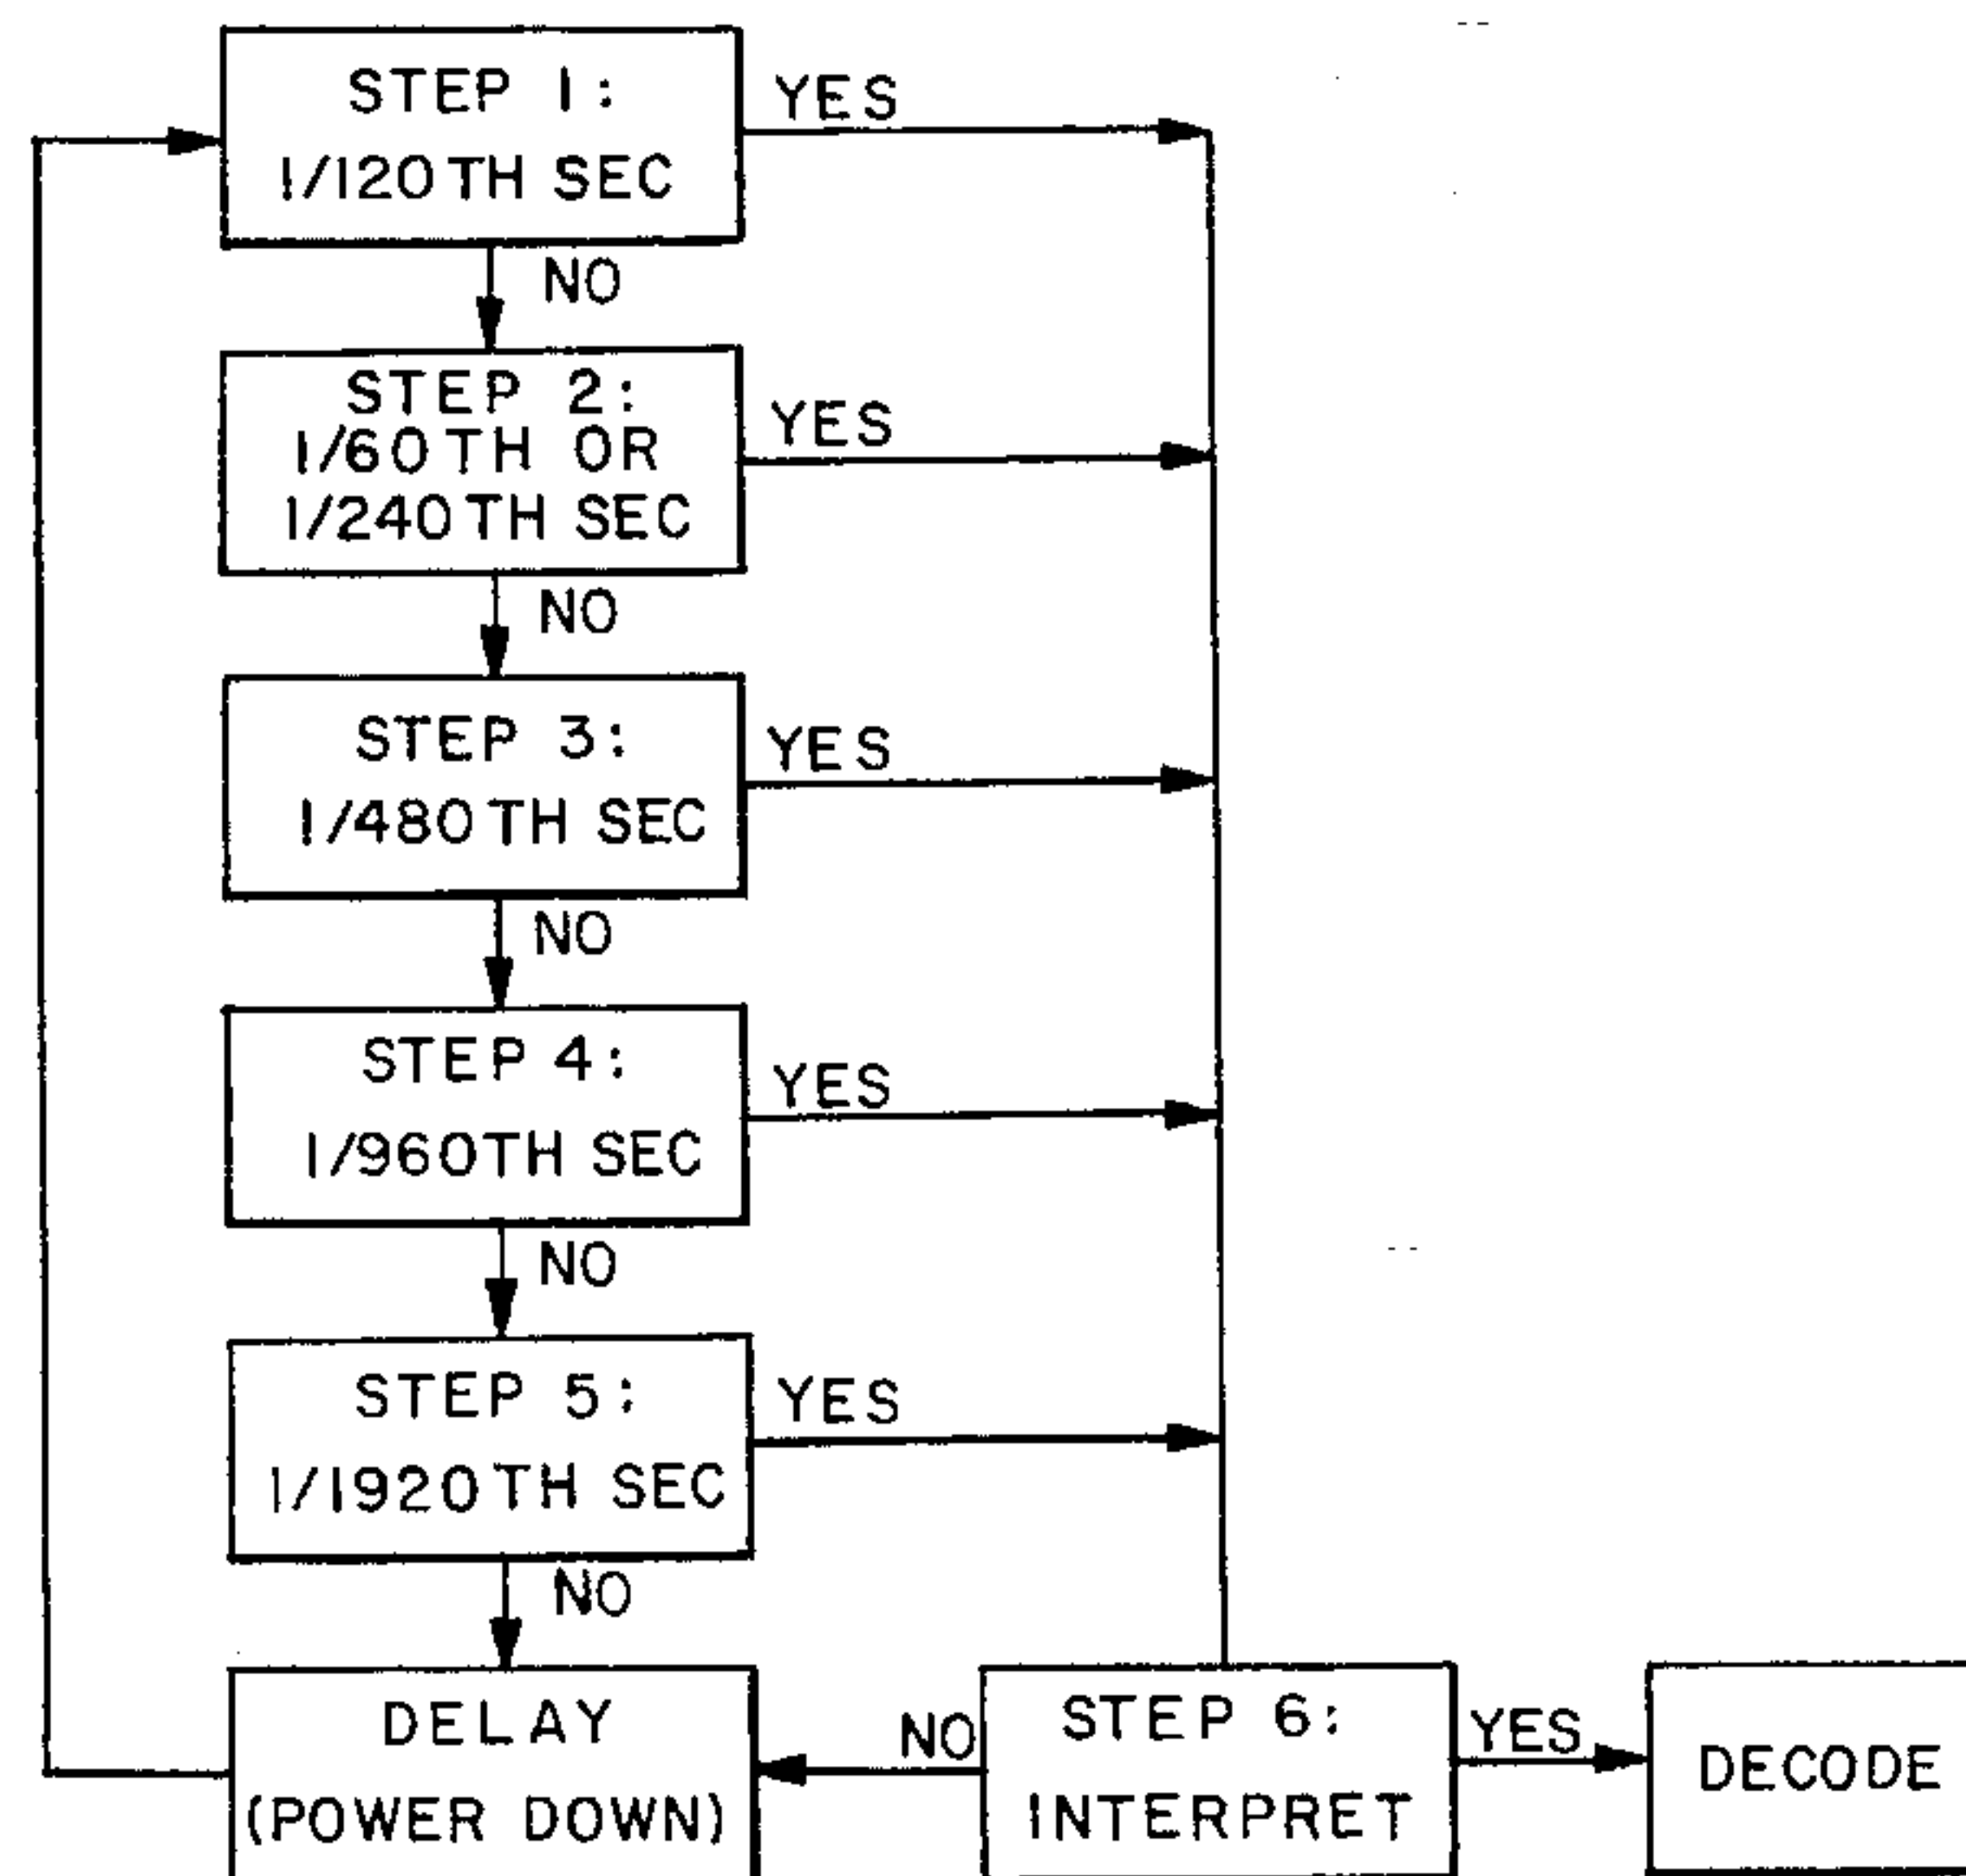 STEP 1:
1/120TH SEC
YES
NO
STEP 2:
1/60TH OR
1/240TH SEC
YES
NO
STEP 3:
1/480TH SEC
YES
NO
STEP 4:
1/960TH SEC
YES
NO
STEP 5:
1/1920TH SEC
YES
NO
DELAY
(POWER DOWN)
NO
STEP 6:
INTERPRET
YES
DECODE